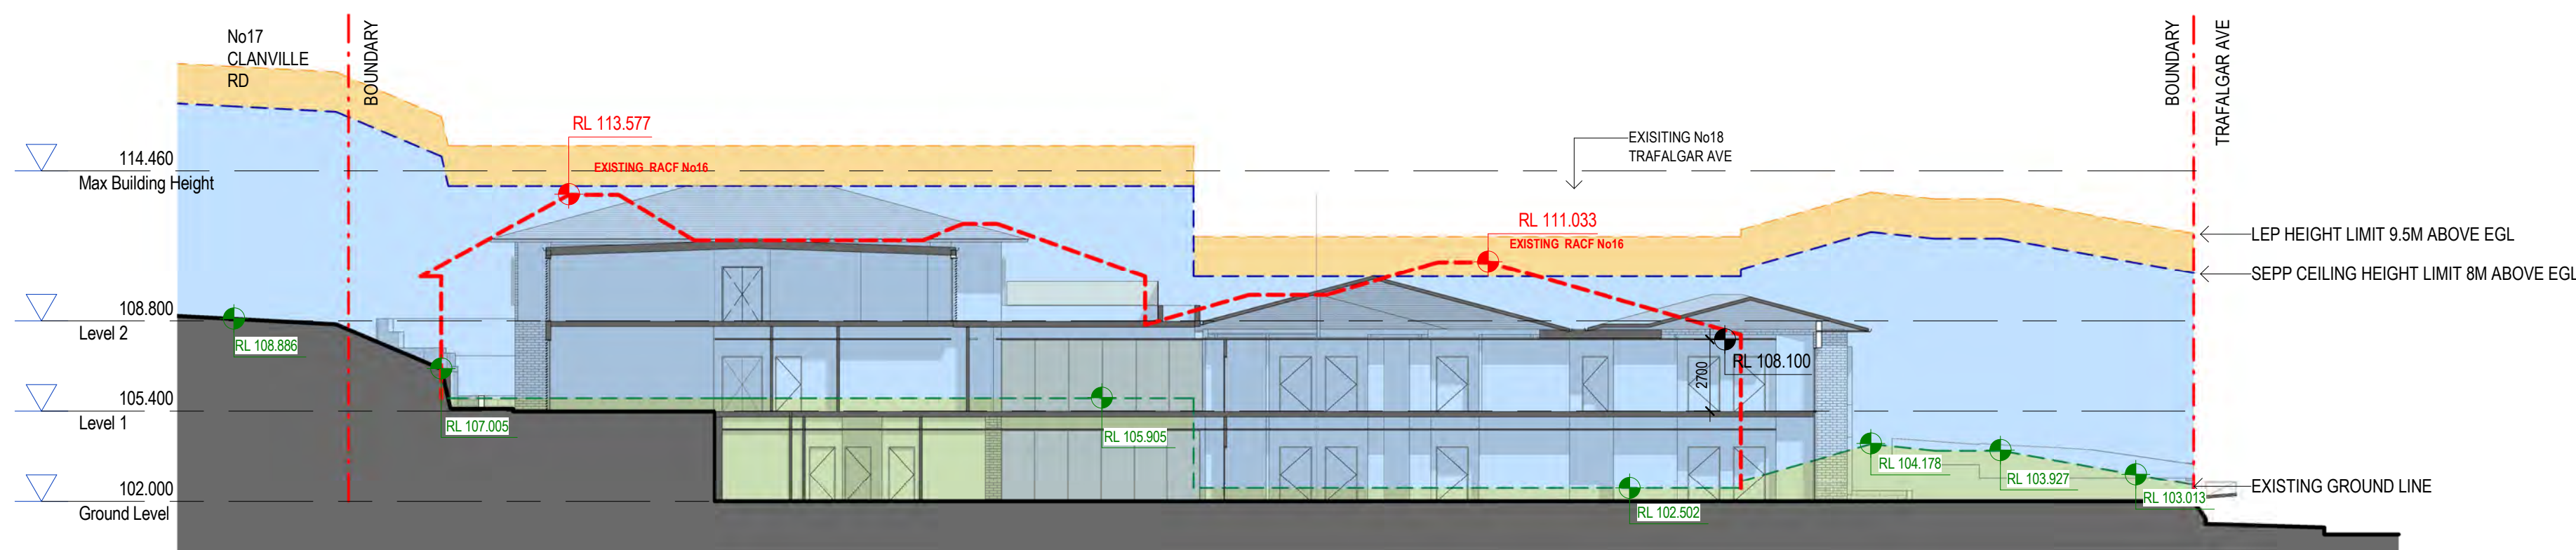 No17
CLANVILLE
RD
BOUNDARY
BOUNDARY
TRAFALGAR AVE
RL 113.577
EXISTING RACF No16
EXISITING No18
TRAFALGAR AVE
114.460
Max Building Height
RL 111.033
EXISTING RACF No16
LEP HEIGHT LIMIT 9.5M ABOVE EGL
SEPP CEILING HEIGHT LIMIT 8M ABOVE EGL
108.800
Level 2
RL 108.886
RL 108.100
2700
105.400
Level 1
RL 107.005
RL 105.905
RL 104.178
RL 103.927
RL 103.013
102.000
Ground Level
RL 102.502
EXISTING GROUND LINE